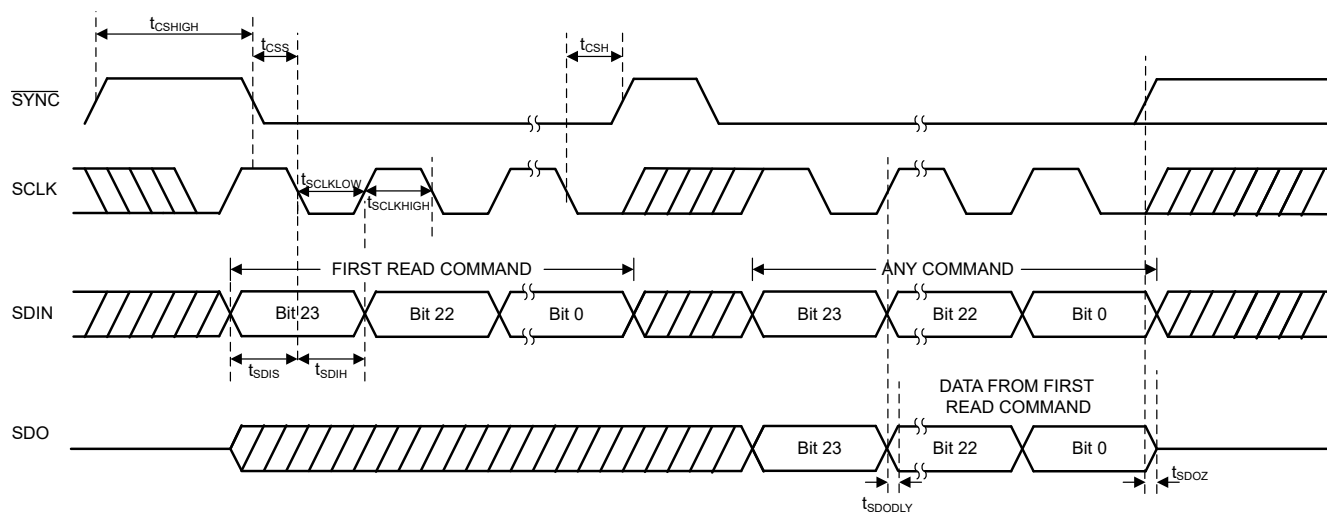 tCSHIGH
tCSS
tCSH
SYNC
SCLK
tSCLKLOW
tSCLKHIGH
FIRST READ COMMAND
ANY COMMAND
SDIN
Bit 23
Bit 22
Bit 0
Bit 23
Bit 22
Bit 0
tSDIS
tSDIH
DATA FROM FIRST
READ COMMAND
SDO
Bit 23
Bit 22
Bit 0
tSDODLY
tSDOZ